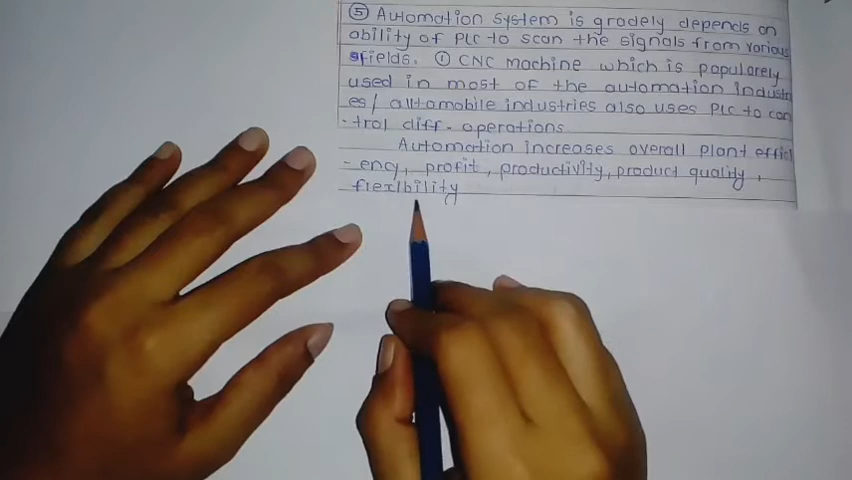 ⑤ Automation system is gradely depends on
ability of PLC to scan the signals from various
fields. ① CNC machine which is popularely
used in most of the automation industr
es/ alltomobile industries also uses PLC to con
-trol diff- operations
Automation increases overall plant effici
-ency, profit, productivity, product quality,
flexibility